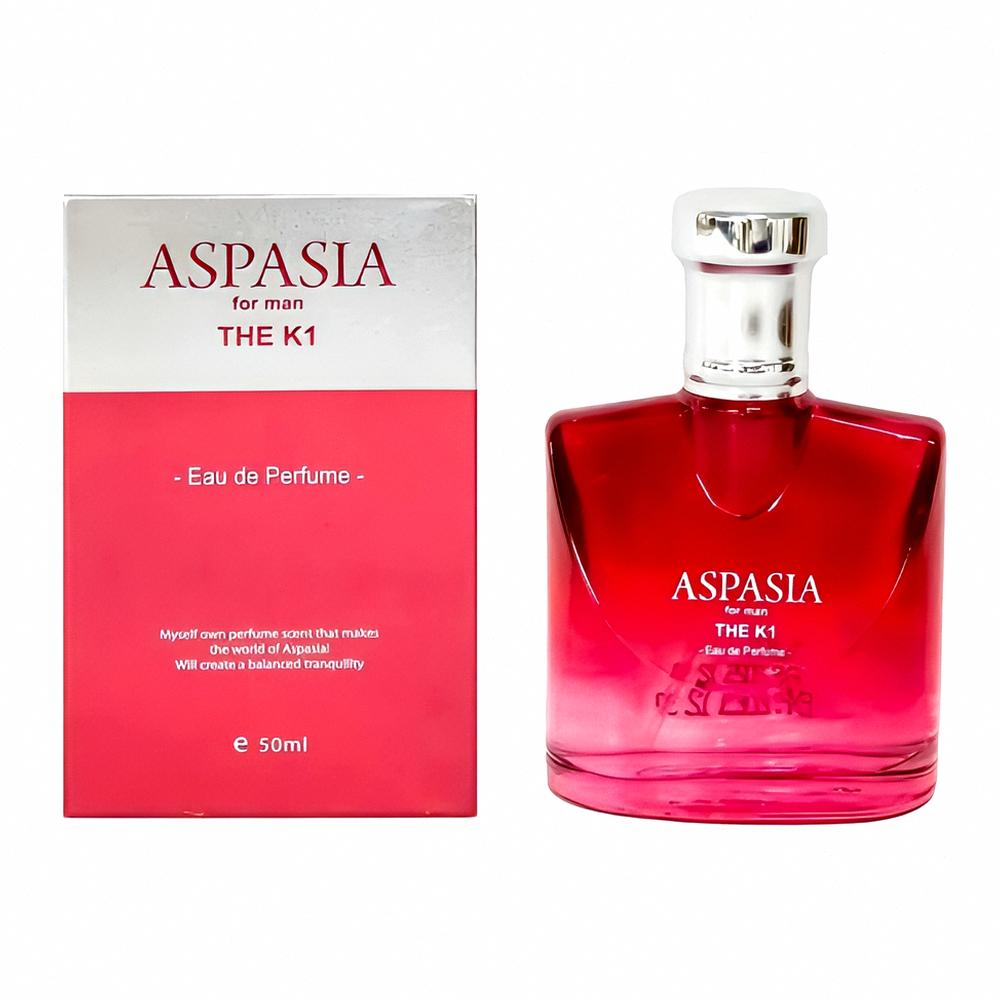 ASPASIA
for man
THE K1
- Eau de Perfume -
Myself own perfume scent that makes
the world of Aspasia!
Will create a balanced tranquility
e 50ml
ASPASIA
for man
THE K1
- Eau de Perfume -